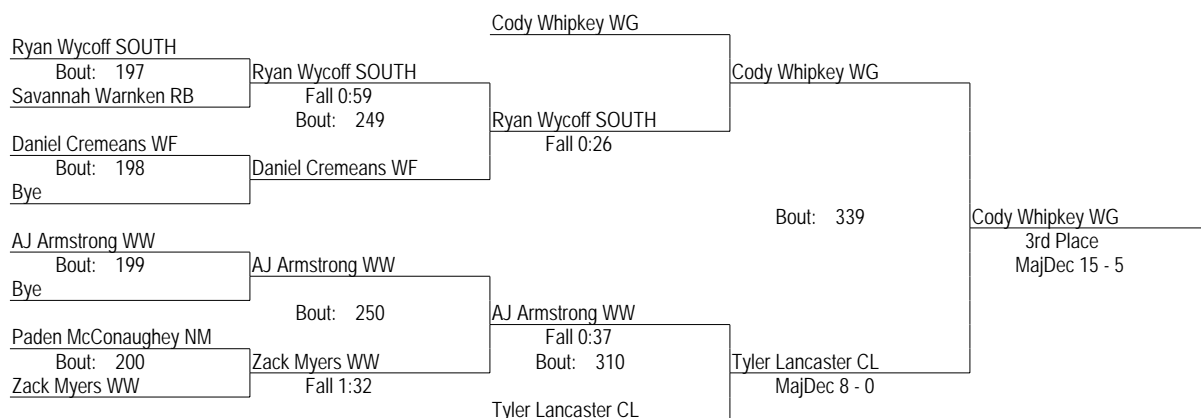 Cody Whipkey WG
Ryan Wycoff SOUTH
Bout: 197
Ryan Wycoff SOUTH
Cody Whipkey WG
Savannah Warnken RB
Fall 0:59
Bout: 249
Ryan Wycoff SOUTH
Daniel Cremeans WF
Fall 0:26
Bout: 198
Daniel Cremeans WF
Bye
Bout: 339
Cody Whipkey WG
AJ Armstrong WW
3rd Place
Bout: 199
AJ Armstrong WW
MajDec 15 - 5
Bye
Bout: 250
AJ Armstrong WW
Paden McConaughey NM
Fall 0:37
Bout: 200
Zack Myers WW
Bout: 310
Tyler Lancaster CL
Zack Myers WW
Fall 1:32
MajDec 8 - 0
Tyler Lancaster CL